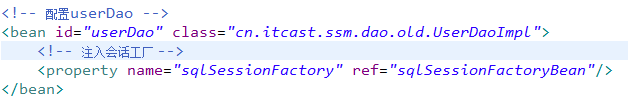 <!-- 配置userDao -->
<bean id="userDao" class="cn.itcast.ssm.dao.old.UserDaoImpl">
<!-- 注入会话工厂 -->
<property name="sqlSessionFactory" ref="sqlSessionFactoryBean"/>
</bean>